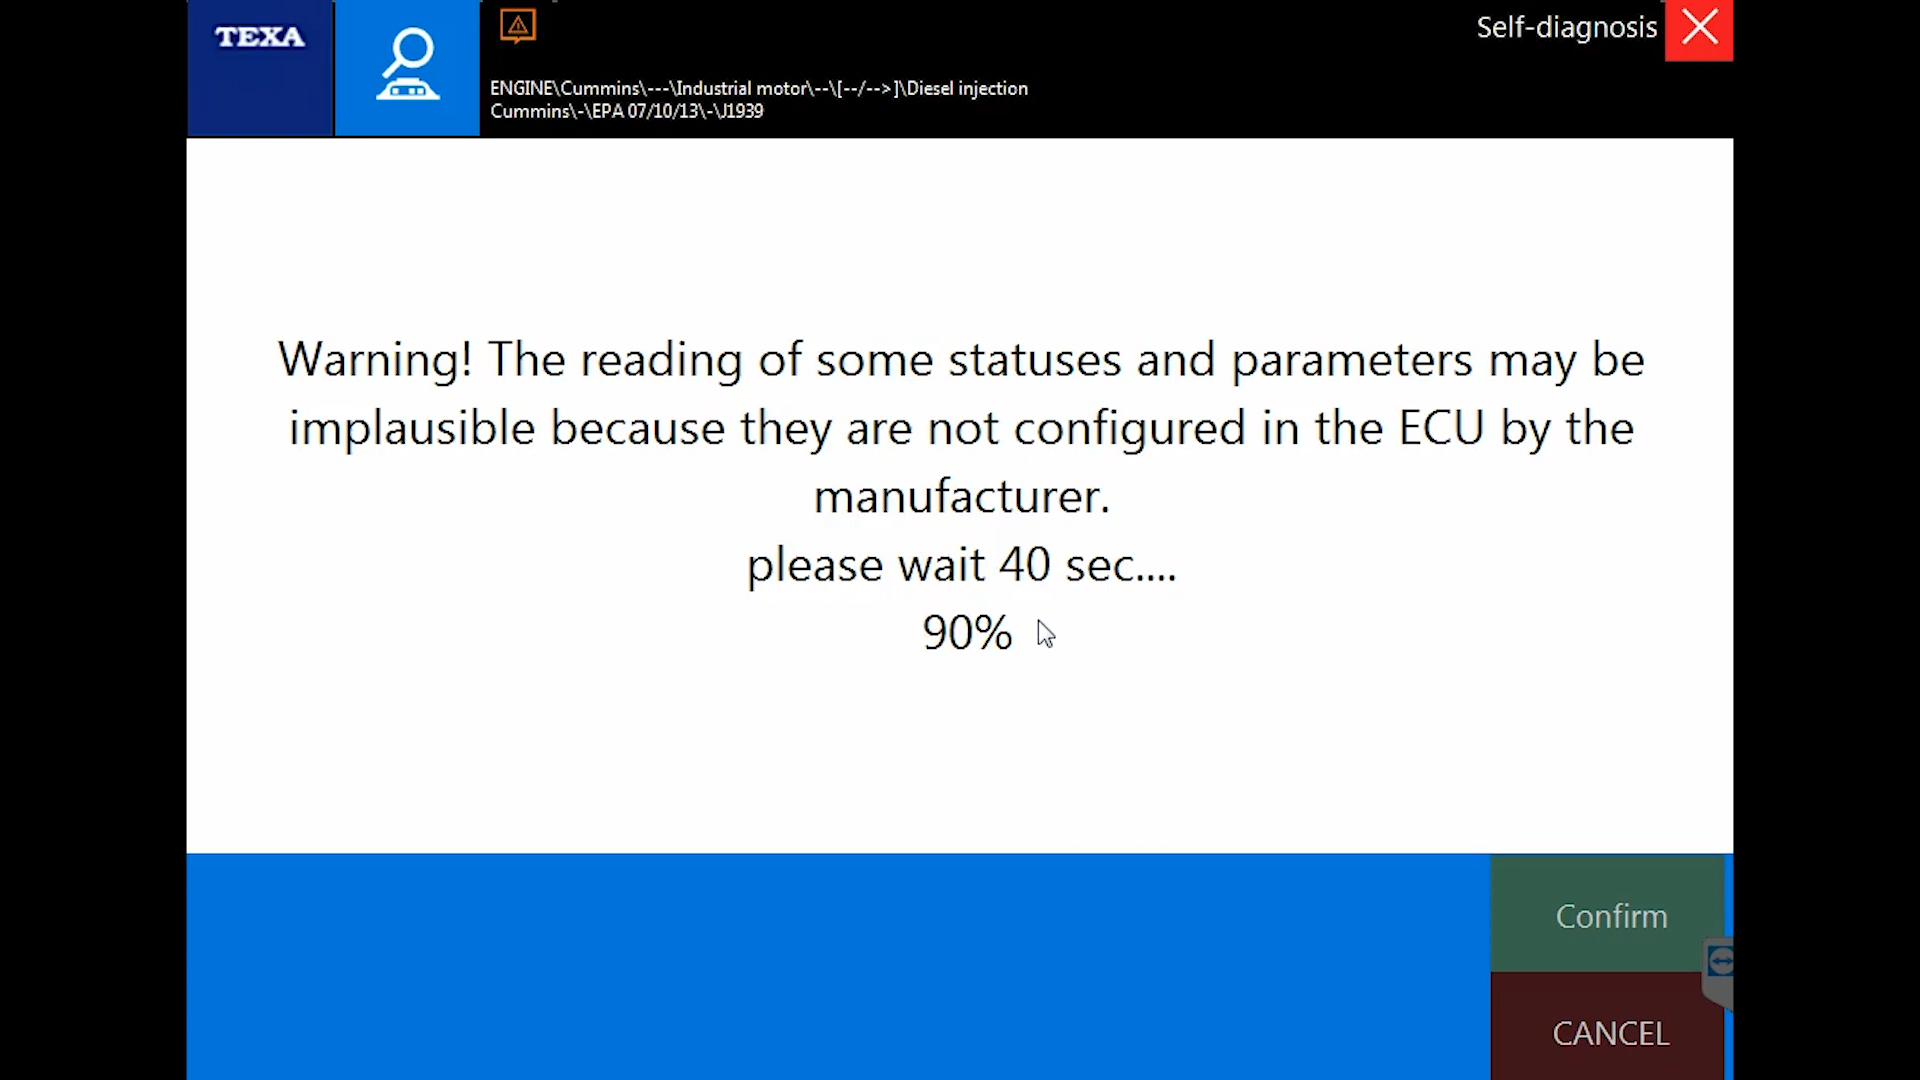 TEXA
Self-diagnosis
ENGINE\Cummins\---\Industrial motor\--\[--/-->]\Diesel injection
Cummins\-\EPA 07/10/13\-\J1939
Warning! The reading of some statuses and parameters may be
implausible because they are not configured in the ECU by the
manufacturer.
please wait 40 sec....
90%
Confirm
CANCEL